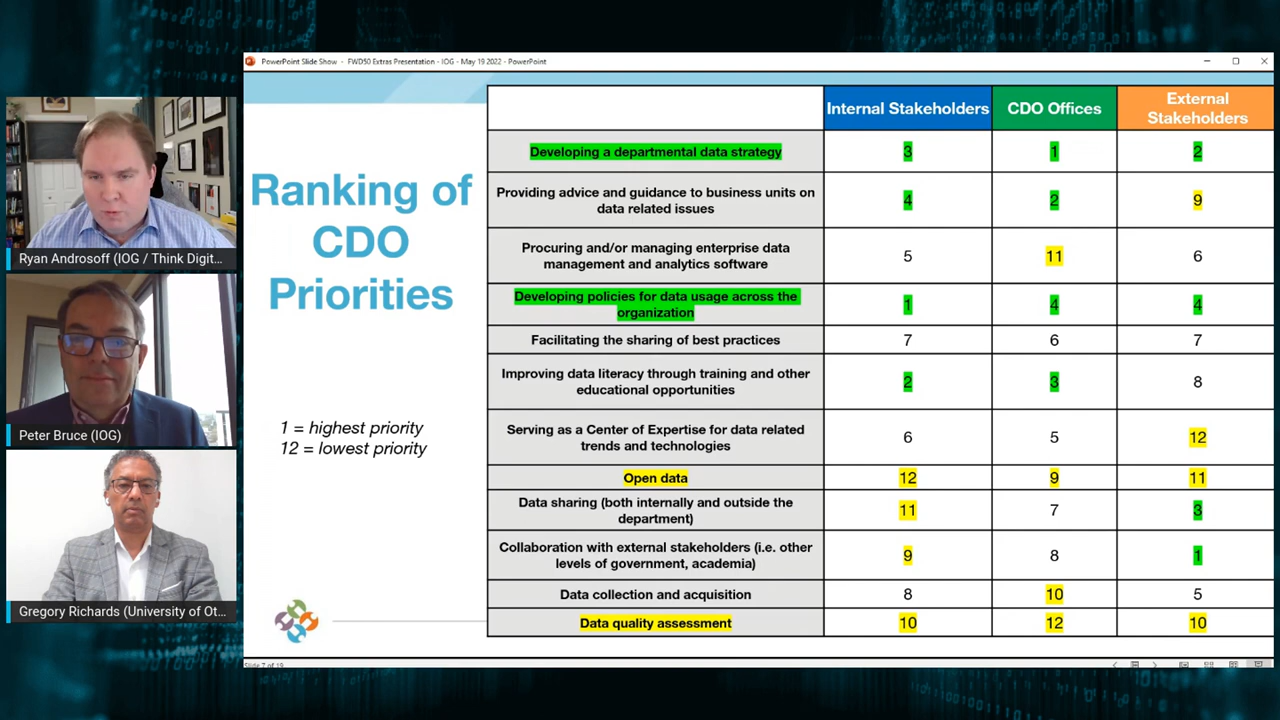 PowerPoint Slide Show - FWD50 Extras Presentation - IOG - May 19 2022 - PowerPoint
Ryan Androsoff (IOG / Think Digit...
Peter Bruce (IOG)
Gregory Richards (University of Ot...
Ranking of
CDO
Priorities
1 = highest priority
12 = lowest priority
Internal Stakeholders CDO Offices External
Stakeholders
Developing a departmental data strategy 3 1 2
Providing advice and guidance to business units on
data related issues 4 2 9
Procuring and/or managing enterprise data
management and analytics software 5 11 6
Developing policies for data usage across the
organization 1 4 4
Facilitating the sharing of best practices 7 6 7
Improving data literacy through training and other
educational opportunities 2 3 8
Serving as a Center of Expertise for data related
trends and technologies 6 5 12
Open data 12 9 11
Data sharing (both internally and outside the
department) 11 7 3
Collaboration with external stakeholders (i.e. other
levels of government, academia) 9 8 1
Data collection and acquisition 8 10 5
Data quality assessment 10 12 10
Slide 7 of 19